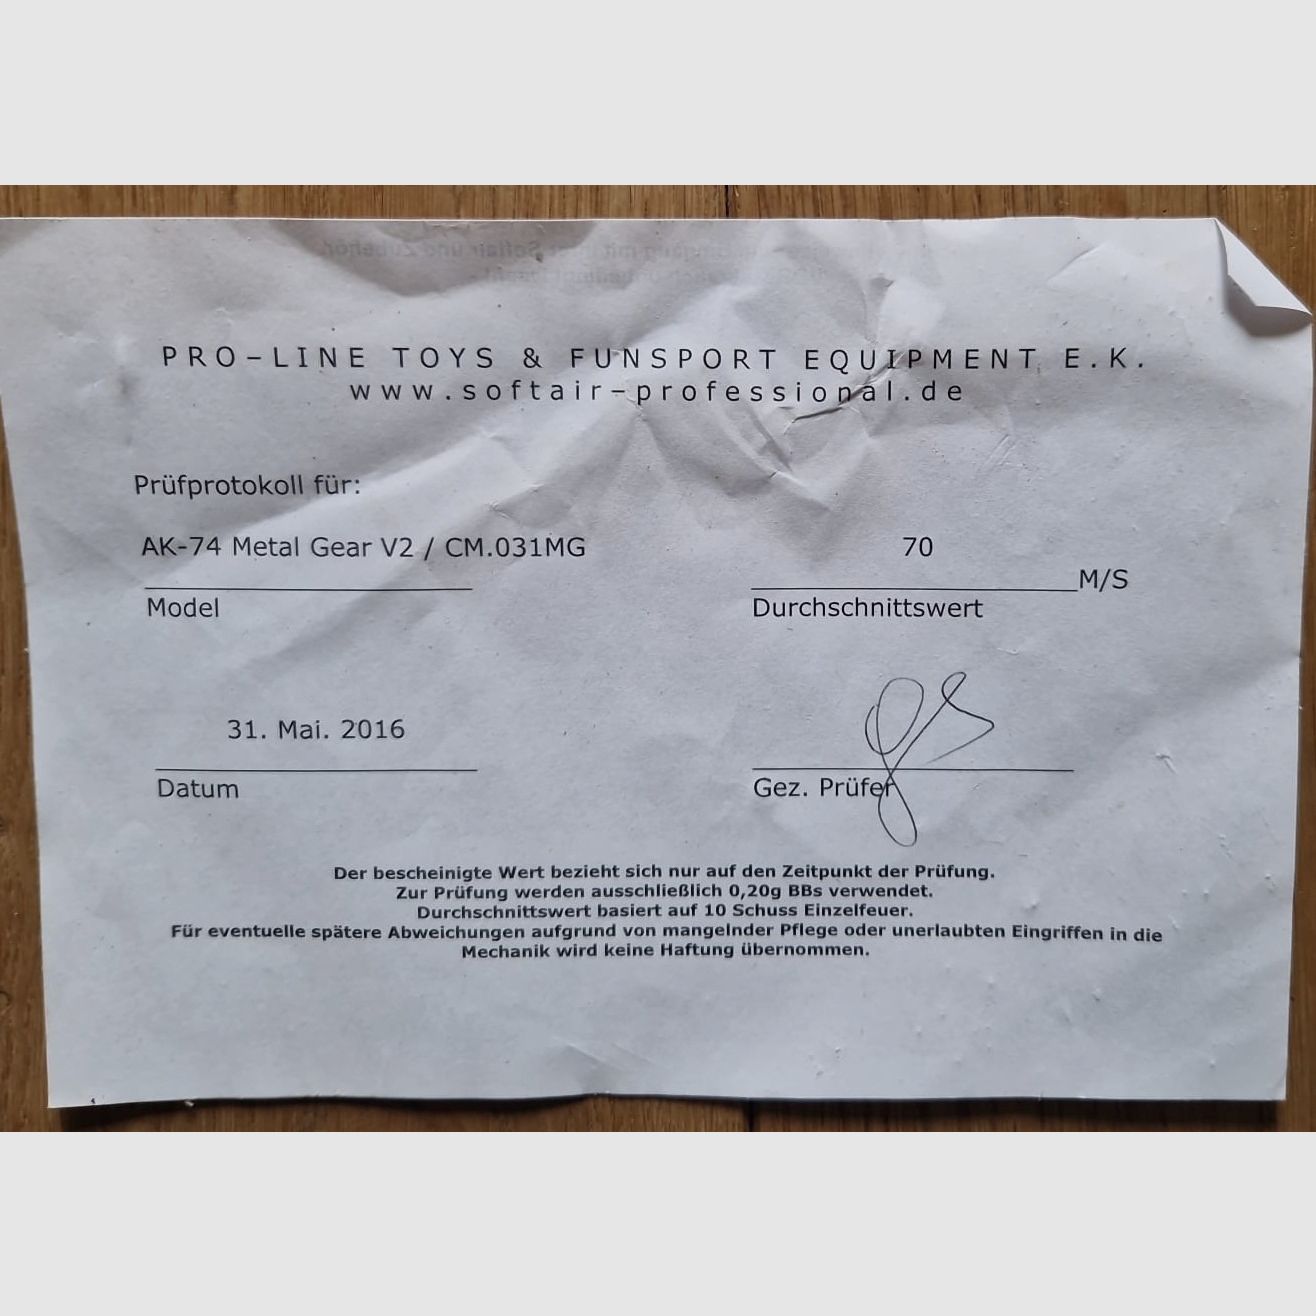 PRO-LINE TOYS & FUNSPORT EQUIPMENT E.K.
www.softair-professional.de
Prüfprotokoll für:
AK-74 Metal Gear V2 / CM.031MG
70
M/S
Model
Durchschnittswert
31. Mai. 2016
Datum
Gez. Prüfer
Der bescheinigte Wert bezieht sich nur auf den Zeitpunkt der Prüfung.
Zur Prüfung werden ausschließlich 0,20g BBs verwendet.
Durchschnittswert basiert auf 10 Schuss Einzelfeuer.
Für eventuelle spätere Abweichungen aufgrund von mangelnder Pflege oder unerlaubten Eingriffen in die
Mechanik wird keine Haftung übernommen.